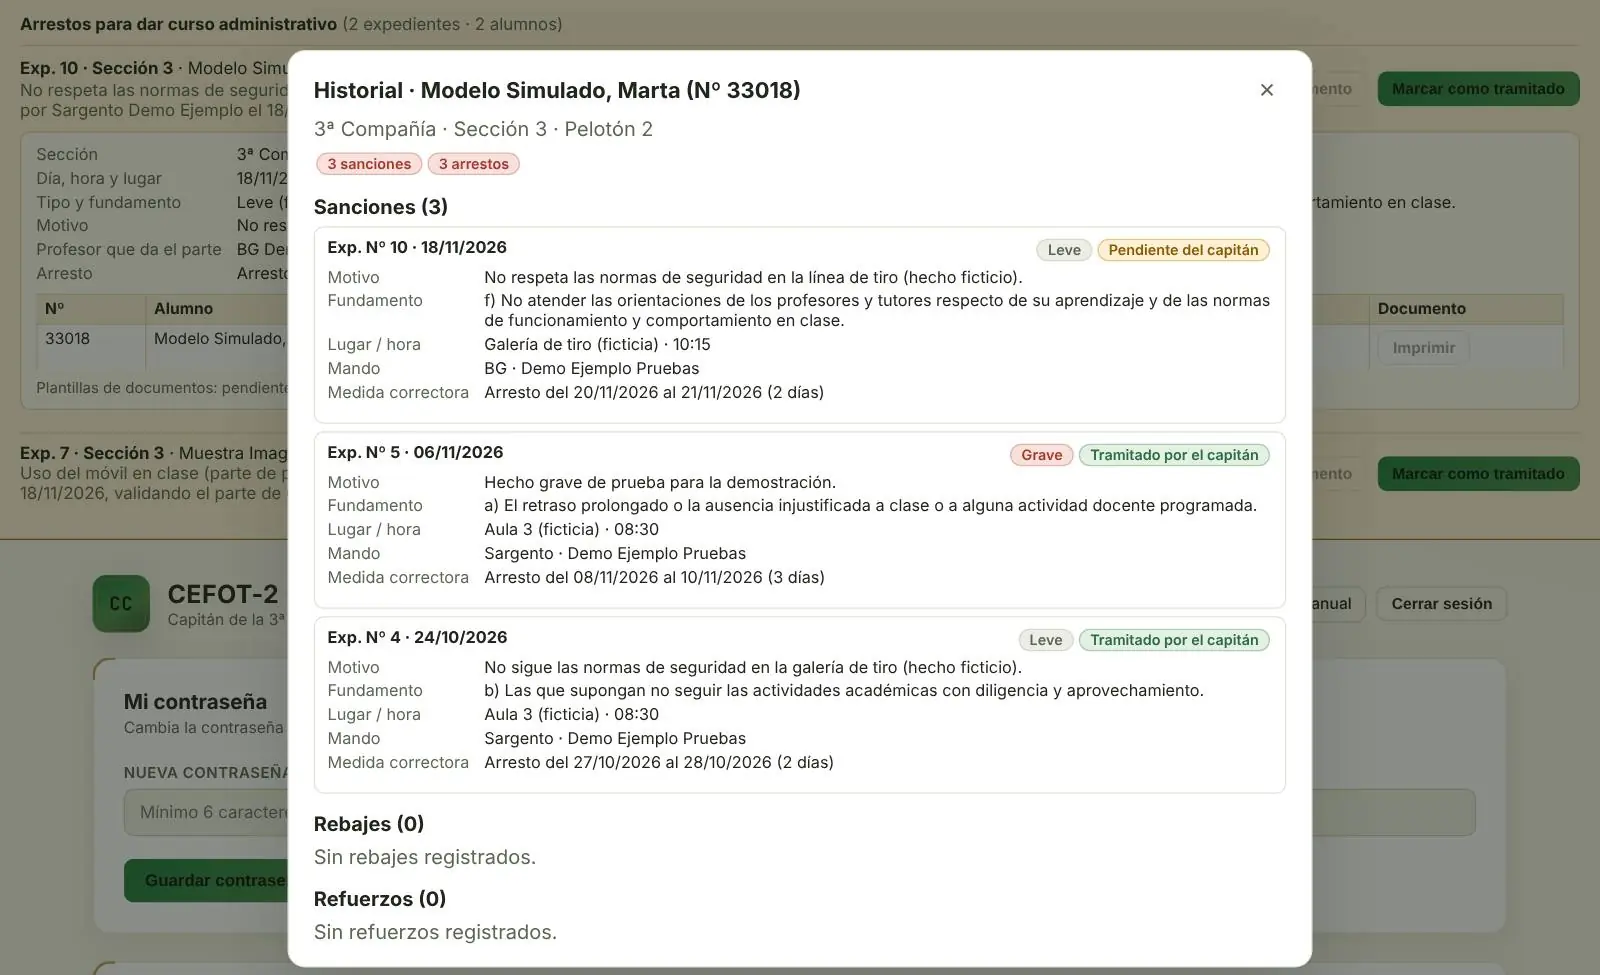 Arrestos para dar curso administrativo (2 expedientes · 2 alumnos)
Exp. 10 · Sección 3 · Modelo Simu
No respeta las normas de segurid
por Sargento Demo Ejemplo el 18/
mento
Marcar como tramitado
Sección 3ª Con
Día, hora y lugar 18/11/2
Tipo y fundamento Leve (f
rtamiento en clase.
Motivo No res
Profesor que da el parte BG De
Arresto Arresto
Nº Alumno Documento
33018 Modelo Simulado, Imprimir
Plantillas de documentos: pendiente
Exp. 7 · Sección 3 · Muestra Imag
Uso del móvil en clase (parte de p
18/11/2026, validando el parte de
mento
Marcar como tramitado
CC
CEFOT-2
Capitán de la 3ª
anual
Cerrar sesión
Mi contraseña
Cambia la contraseña
NUEVA CONTRASEÑA
Mínimo 6 caractere
Guardar contrase
Historial · Modelo Simulado, Marta (Nº 33018)
×
3ª Compañía · Sección 3 · Pelotón 2
3 sanciones 3 arrestos
Sanciones (3)
Exp. Nº 10 · 18/11/2026 Leve Pendiente del capitán
Motivo No respeta las normas de seguridad en la línea de tiro (hecho ficticio).
Fundamento f) No atender las orientaciones de los profesores y tutores respecto de su aprendizaje y de las normas
de funcionamiento y comportamiento en clase.
Lugar / hora Galería de tiro (ficticia) · 10:15
Mando BG · Demo Ejemplo Pruebas
Medida correctora Arresto del 20/11/2026 al 21/11/2026 (2 días)
Exp. Nº 5 · 06/11/2026 Grave Tramitado por el capitán
Motivo Hecho grave de prueba para la demostración.
Fundamento a) El retraso prolongado o la ausencia injustificada a clase o a alguna actividad docente programada.
Lugar / hora Aula 3 (ficticia) · 08:30
Mando Sargento · Demo Ejemplo Pruebas
Medida correctora Arresto del 08/11/2026 al 10/11/2026 (3 días)
Exp. Nº 4 · 24/10/2026 Leve Tramitado por el capitán
Motivo No sigue las normas de seguridad en la galería de tiro (hecho ficticio).
Fundamento b) Las que supongan no seguir las actividades académicas con diligencia y aprovechamiento.
Lugar / hora Aula 3 (ficticia) · 08:30
Mando Sargento · Demo Ejemplo Pruebas
Medida correctora Arresto del 27/10/2026 al 28/10/2026 (2 días)
Rebajes (0)
Sin rebajes registrados.
Refuerzos (0)
Sin refuerzos registrados.